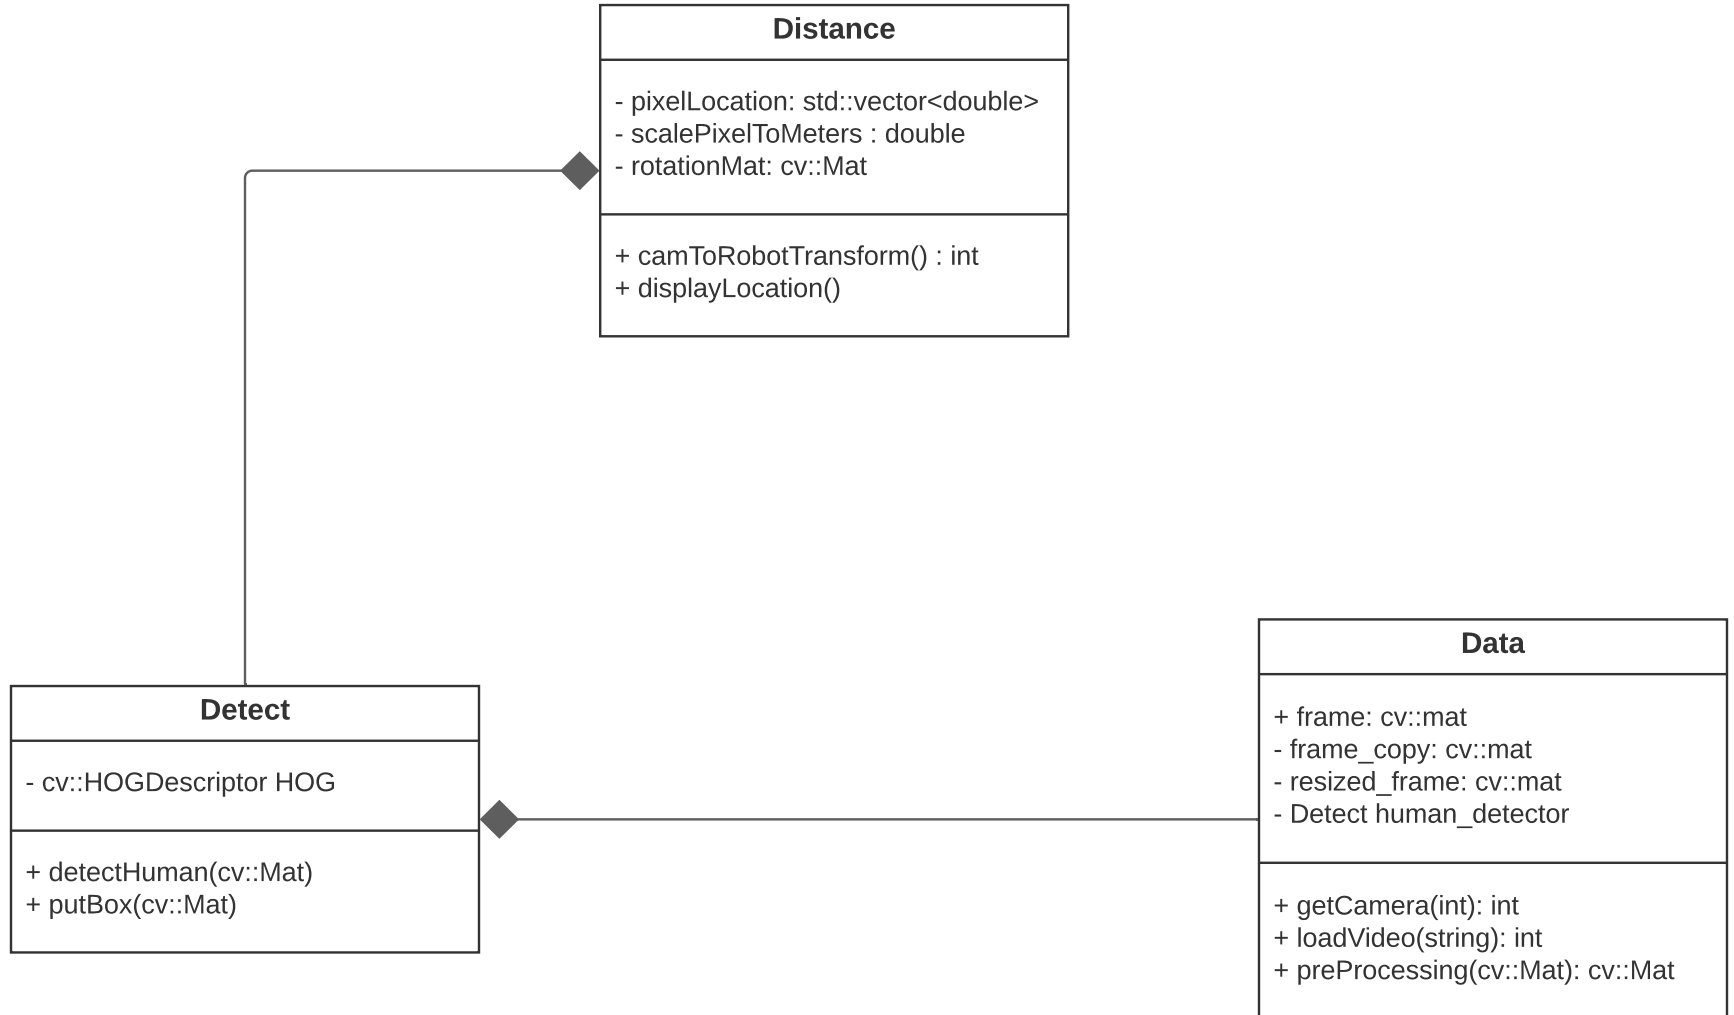 Distance
- pixelLocation: std::vector<double>
- scalePixelToMeters : double
- rotationMat: cv::Mat
+ camToRobotTransform() : int
+ displayLocation()
Detect
- cv::HOGDescriptor HOG
+ detectHuman(cv::Mat)
+ putBox(cv::Mat)
Data
+ frame: cv::mat
- frame_copy: cv::mat
- resized_frame: cv::mat
- Detect human_detector
+ getCamera(int): int
+ loadVideo(string): int
+ preProcessing(cv::Mat): cv::Mat